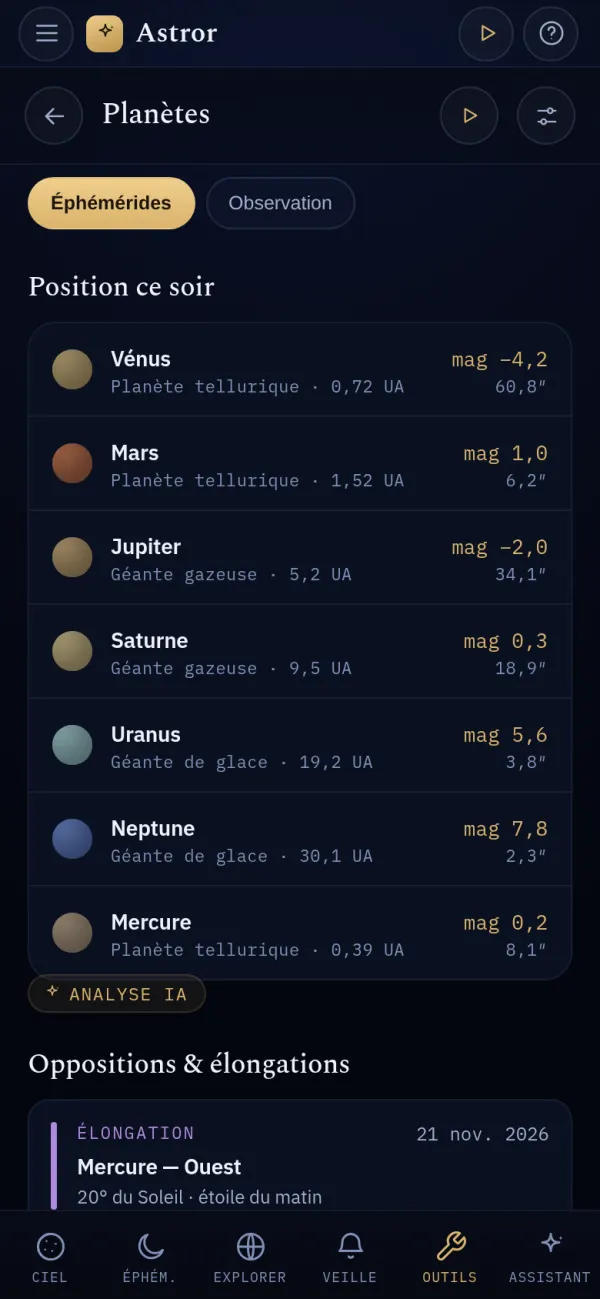 Astror
Planètes
Éphémérides
Observation
Position ce soir
Vénus
mag −4,2
Planète tellurique · 0,72 UA
60,8″
Mars
mag 1,0
Planète tellurique · 1,52 UA
6,2″
Jupiter
mag −2,0
Géante gazeuse · 5,2 UA
34,1″
Saturne
mag 0,3
Géante gazeuse · 9,5 UA
18,9″
Uranus
mag 5,6
Géante de glace · 19,2 UA
3,8″
Neptune
mag 7,8
Géante de glace · 30,1 UA
2,3″
Mercure
mag 0,2
Planète tellurique · 0,39 UA
8,1″
ANALYSE IA
Oppositions & élongations
ÉLONGATION
21 nov. 2026
Mercure — Ouest
20° du Soleil · étoile du matin
CIEL
ÉPHÉM.
EXPLORER
VEILLE
OUTILS
ASSISTANT